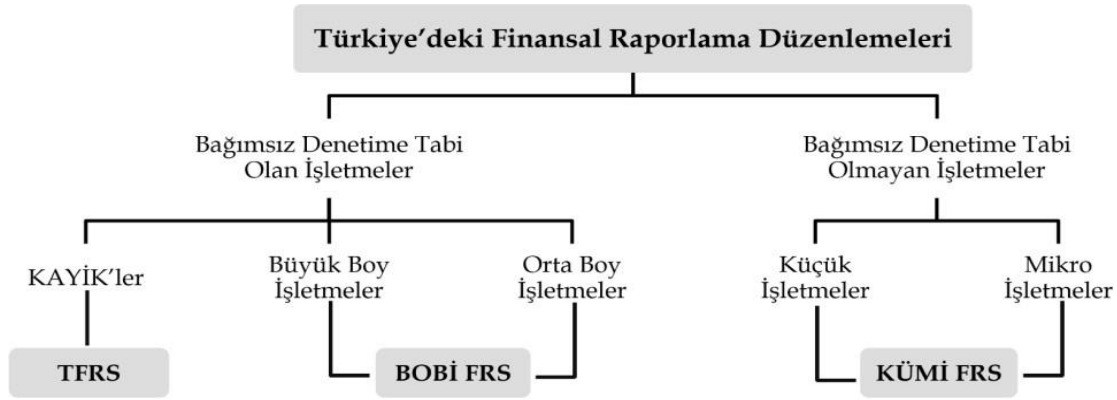 Türkiye’deki Finansal Raporlama Düzenlemeleri
Bağımsız Denetime Tabi
Olan İşletmeler
Bağımsız Denetime Tabi
Olmayan İşletmeler
KAYİK’ler
Büyük Boy
İşletmeler
Orta Boy
İşletmeler
Küçük
İşletmeler
Mikro
İşletmeler
TFRS
BOBİ FRS
KÜMİ FRS